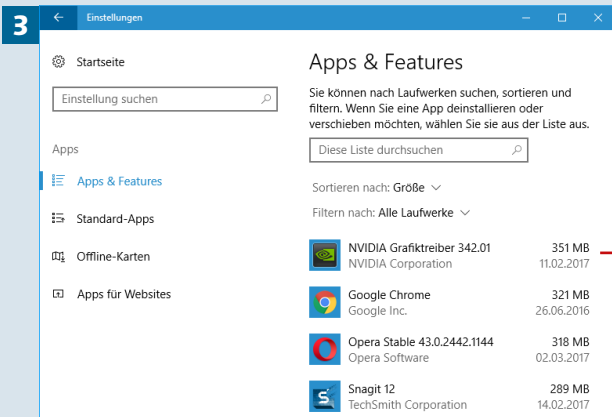 3
Einstellungen
Startseite
Einstellung suchen
Apps
Apps & Features
Standard-Apps
Offline-Karten
Apps für Websites
Apps & Features
Sie können nach Laufwerken suchen, sortieren und
filtern. Wenn Sie eine App deinstallieren oder
verschieben möchten, wählen Sie sie aus der Liste aus.
Diese Liste durchsuchen
Sortieren nach: Größe
Filtern nach: Alle Laufwerke
NVIDIA Grafiktreiber 342.01 351 MB
NVIDIA Corporation 11.02.2017
Google Chrome 321 MB
Google Inc. 26.06.2016
Opera Stable 43.0.2442.1144 318 MB
Opera Software 02.03.2017
Snagit 12 289 MB
TechSmith Corporation 14.02.2017